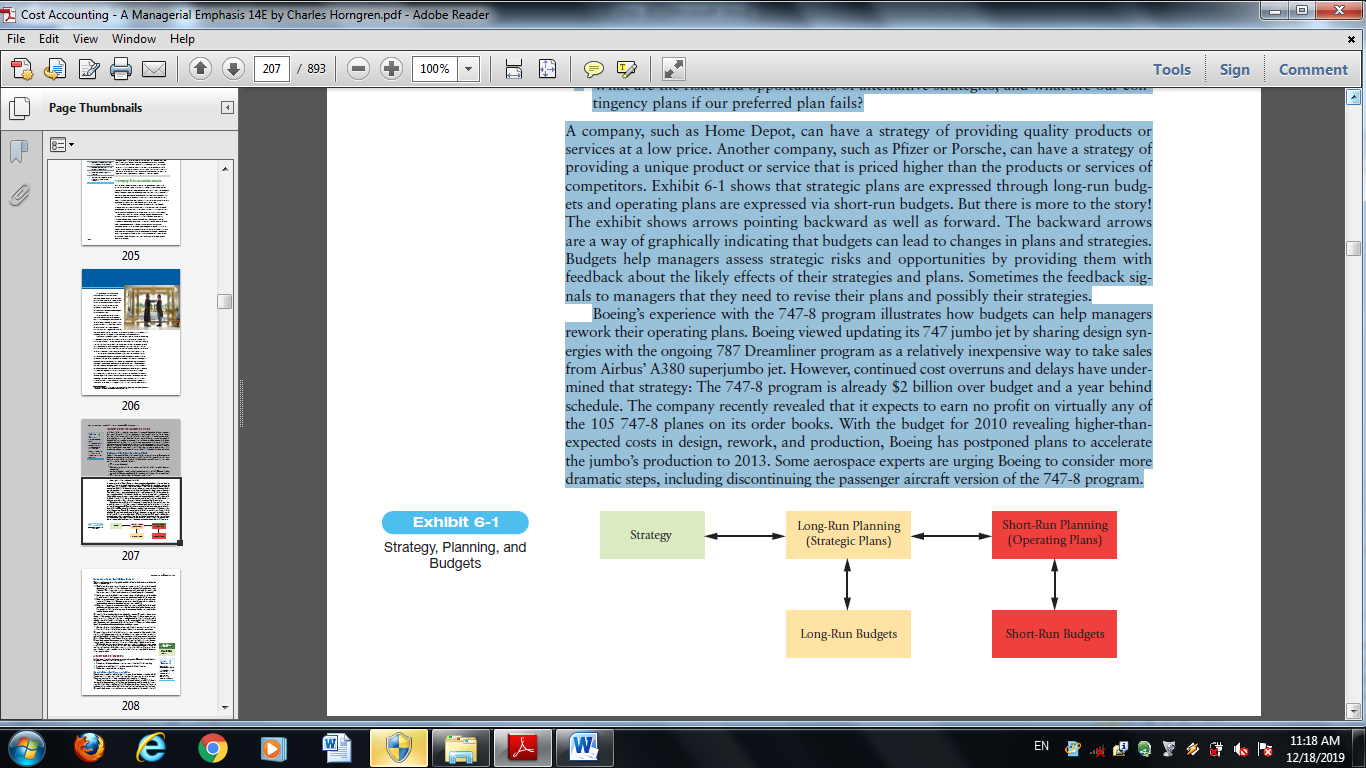 Cost Accounting - A Managerial Emphasis 14E by Charles Horngren.pdf - Adobe Reader
File Edit View Window Help
207 / 893 100% Tools Sign Comment
Page Thumbnails
205
206
207
208
What are the risks and opportunities of alternative strategies, and what are our con-
tingency plans if our preferred plan fails?
A company, such as Home Depot, can have a strategy of providing quality products or
services at a low price. Another company, such as Pfizer or Porsche, can have a strategy of
providing a unique product or service that is priced higher than the products or services of
competitors. Exhibit 6-1 shows that strategic plans are expressed through long-run budg-
ets and operating plans are expressed via short-run budgets. But there is more to the story!
The exhibit shows arrows pointing backward as well as forward. The backward arrows
are a way of graphically indicating that budgets can lead to changes in plans and strategies.
Budgets help managers assess strategic risks and opportunities by providing them with
feedback about the likely effects of their strategies and plans. Sometimes the feedback sig-
nals to managers that they need to revise their plans and possibly their strategies.
Boeing's experience with the 747-8 program illustrates how budgets can help managers
rework their operating plans. Boeing viewed updating its 747 jumbo jet by sharing design syn-
ergies with the ongoing 787 Dreamliner program as a relatively inexpensive way to take sales
from Airbus' A380 superjumbo jet. However, continued cost overruns and delays have under-
mined that strategy: The 747-8 program is already $2 billion over budget and a year behind
schedule. The company recently revealed that it expects to earn no profit on virtually any of
the 105 747-8 planes on its order books. With the budget for 2010 revealing higher-than-
expected costs in design, rework, and production, Boeing has postponed plans to accelerate
the jumbo's production to 2013. Some aerospace experts are urging Boeing to consider more
dramatic steps, including discontinuing the passenger aircraft version of the 747-8 program.
Exhibit 6-1
Strategy, Planning, and
Budgets
Strategy
Long-Run Planning
(Strategic Plans)
Short-Run Planning
(Operating Plans)
Long-Run Budgets
Short-Run Budgets
EN
11:18 AM
12/18/2019